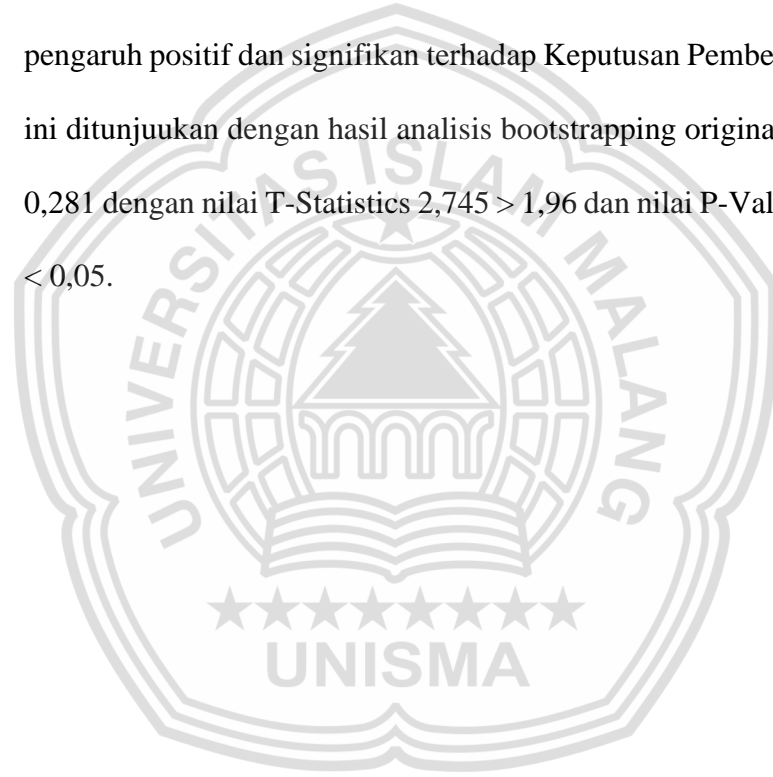 pengaruh positif dan signifikan terhadap Keputusan Pembe
ini ditunjuukan dengan hasil analisis bootstrapping origina
0,281 dengan nilai T-Statistics 2,745 > 1,96 dan nilai P-Val
< 0,05.
UNIVERSITAS ISLAM MALANG
UNISMA